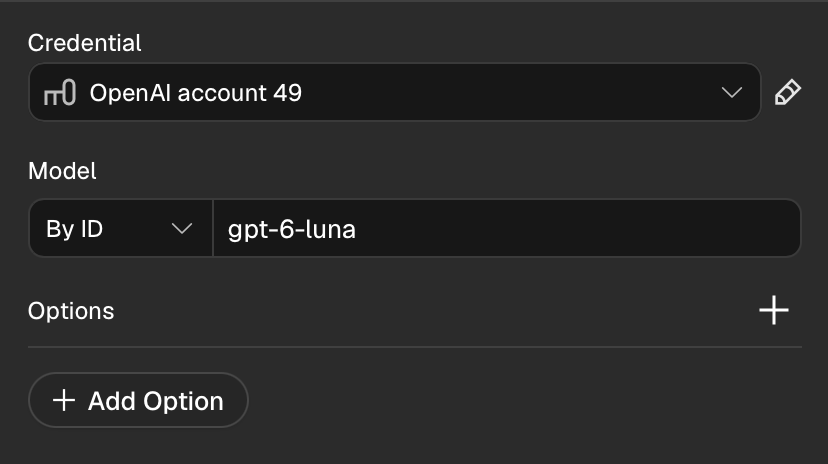 Credential
OpenAI account 49
Model
By ID
gpt-6-luna
Options
Add Option